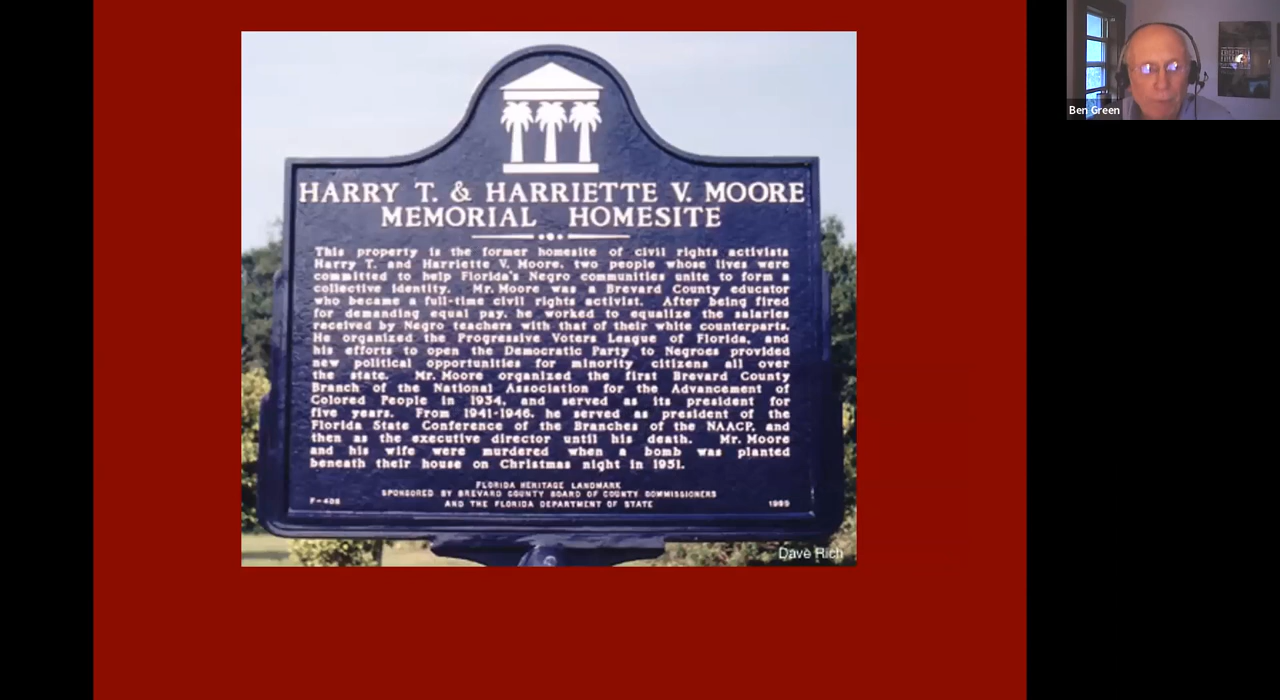 HARRY T. & HARRIETTE V. MOORE
MEMORIAL HOMESITE
This property is the former homesite of civil rights activists
Harry T. and Harriette V. Moore, two people whose lives were
committed to help Florida's Negro communities unite to form a
collective identity. Mr. Moore was a Brevard County educator
who became a full-time civil rights activist. After being fired
for demanding equal pay, he worked to equalize the salaries
received by Negro teachers with that of their white counterparts.
He organized the Progressive Voters League of Florida, and
his efforts to open the Democratic Party to Negroes provided
new political opportunities for minority citizens all over
the state. Mr. Moore organized the first Brevard County
Branch of the National Association for the Advancement of
Colored People in 1934, and served as its president for
five years. From 1941-1946, he served as president of the
Florida State Conference of the Branches of the NAACP, and
then as the executive director until his death. Mr. Moore
and his wife were murdered when a bomb was planted
beneath their house on Christmas night in 1951.
FLORIDA HERITAGE LANDMARK
SPONSORED BY BREVARD COUNTY BOARD OF COUNTY COMMISSIONERS
AND THE FLORIDA DEPARTMENT OF STATE
Dave Rich
Ben Green